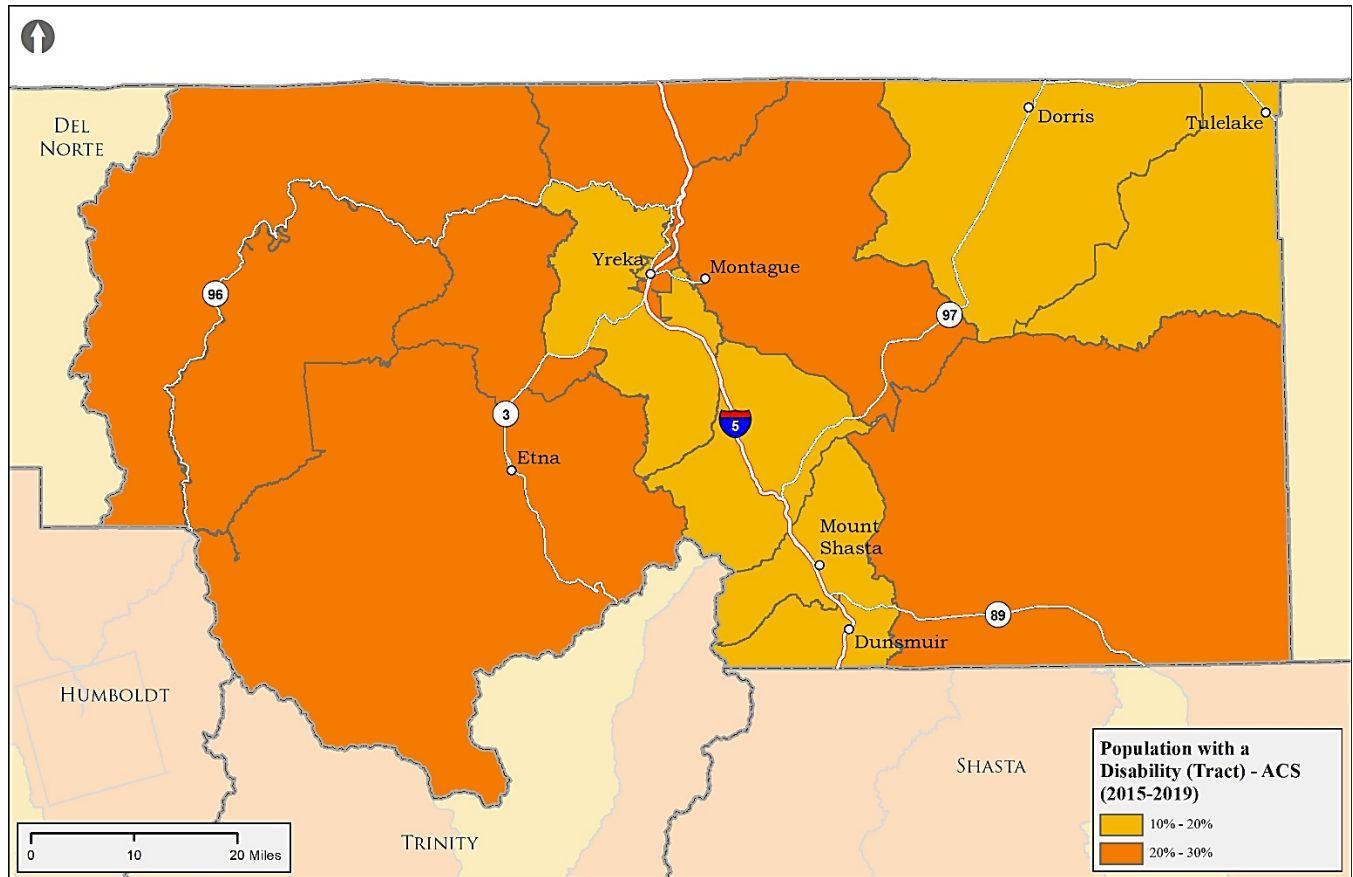 DEL
NORTE
Dorris
Tulelake
Yreka
Montague
96
97
3
5
Etna
Mount
Shasta
89
Dunsmuir
HUMBOLDT
SHASTA
TRINITY
Population with a
Disability (Tract) - ACS
(2015-2019)
10% - 20%
20% - 30%
0 10 20 Miles